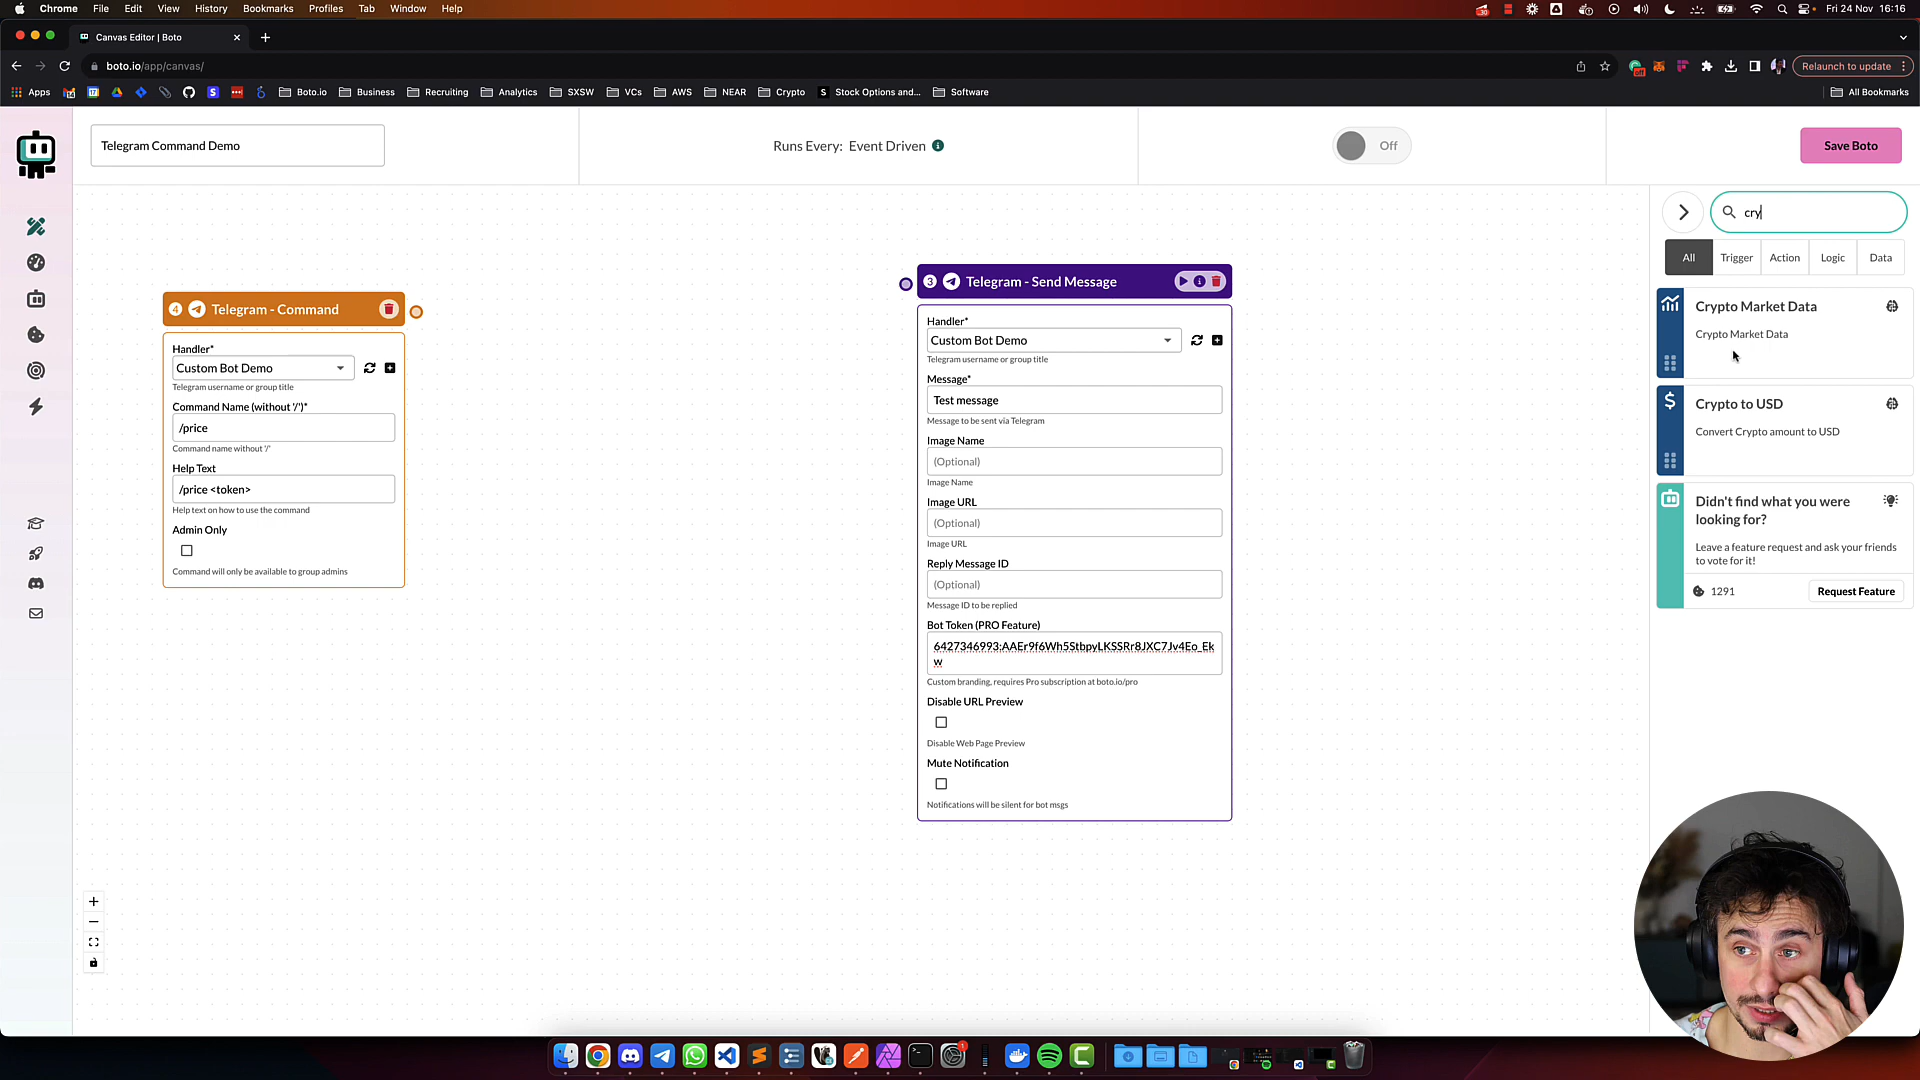 Chrome File Edit View History Bookmarks Profiles Tab Window Help Fri 24 Nov 16:16
Canvas Editor | Boto
boto.io/app/canvas/
Relaunch to update
Apps Boto.io Business Recruiting Analytics SXSW VCs AWS NEAR Crypto Stock Options and... Software All Bookmarks
Telegram Command Demo
Runs Every: Event Driven
Off
Save Boto
cry
All Trigger Action Logic Data
Crypto Market Data
Crypto Market Data
Crypto to USD
Convert Crypto amount to USD
Didn't find what you were
looking for?
Leave a feature request and ask your friends
to vote for it!
1291 Request Feature
4 Telegram - Command
Handler*
Custom Bot Demo
Telegram username or group title
Command Name (without '/')*
/price
Command name without '/'
Help Text
/price <token>
Help text on how to use the command
Admin Only
Command will only be available to group admins
3 Telegram - Send Message
Handler*
Custom Bot Demo
Telegram username or group title
Message*
Test message
Message to be sent via Telegram
Image Name
(Optional)
Image Name
Image URL
(Optional)
Image URL
Reply Message ID
(Optional)
Message ID to be replied
Bot Token (PRO Feature)
6427346993:AAEr9f6Wh5StbpyLKSSRr8JXC7Jv4Eo_Ek
w
Custom branding, requires Pro subscription at boto.io/pro
Disable URL Preview
Disable Web Page Preview
Mute Notification
Notifications will be silent for bot msgs